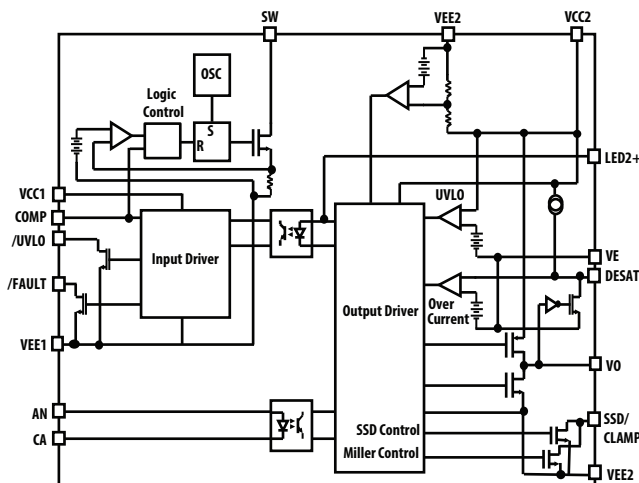 SW
VEE2
VCC2
OSC
Logic
Control
S
R
LED2+
VCC1
COMP
/UVLO
/FAULT
VEE1
Input Driver
UVLO
VE
DESAT
Output Driver
Over
Current
VO
AN
CA
SSD Control
Miller Control
SSD/
CLAMP
VEE2